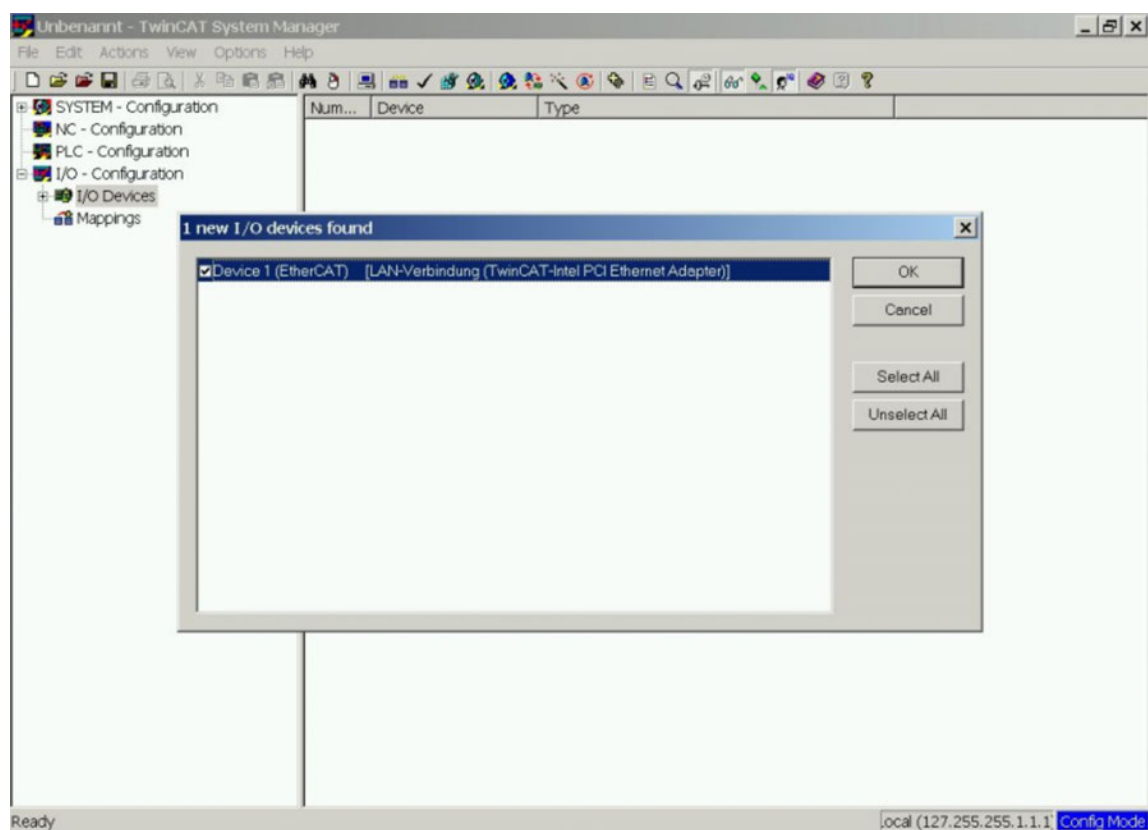 Unbenannt - TwinCAT System Manager
File Edit Actions View Options Help
SYSTEM - Configuration
NC - Configuration
PLC - Configuration
I/O - Configuration
I/O Devices
Mappings
Num... Device Type
1 new I/O devices found
Device 1 (EtherCAT) [LAN-Verbindung (TwinCAT-Intel PCI Ethernet Adapter)]
OK
Cancel
Select All
Unselect All
Ready
ocal (127.255.255.1.1.1) Config Mode